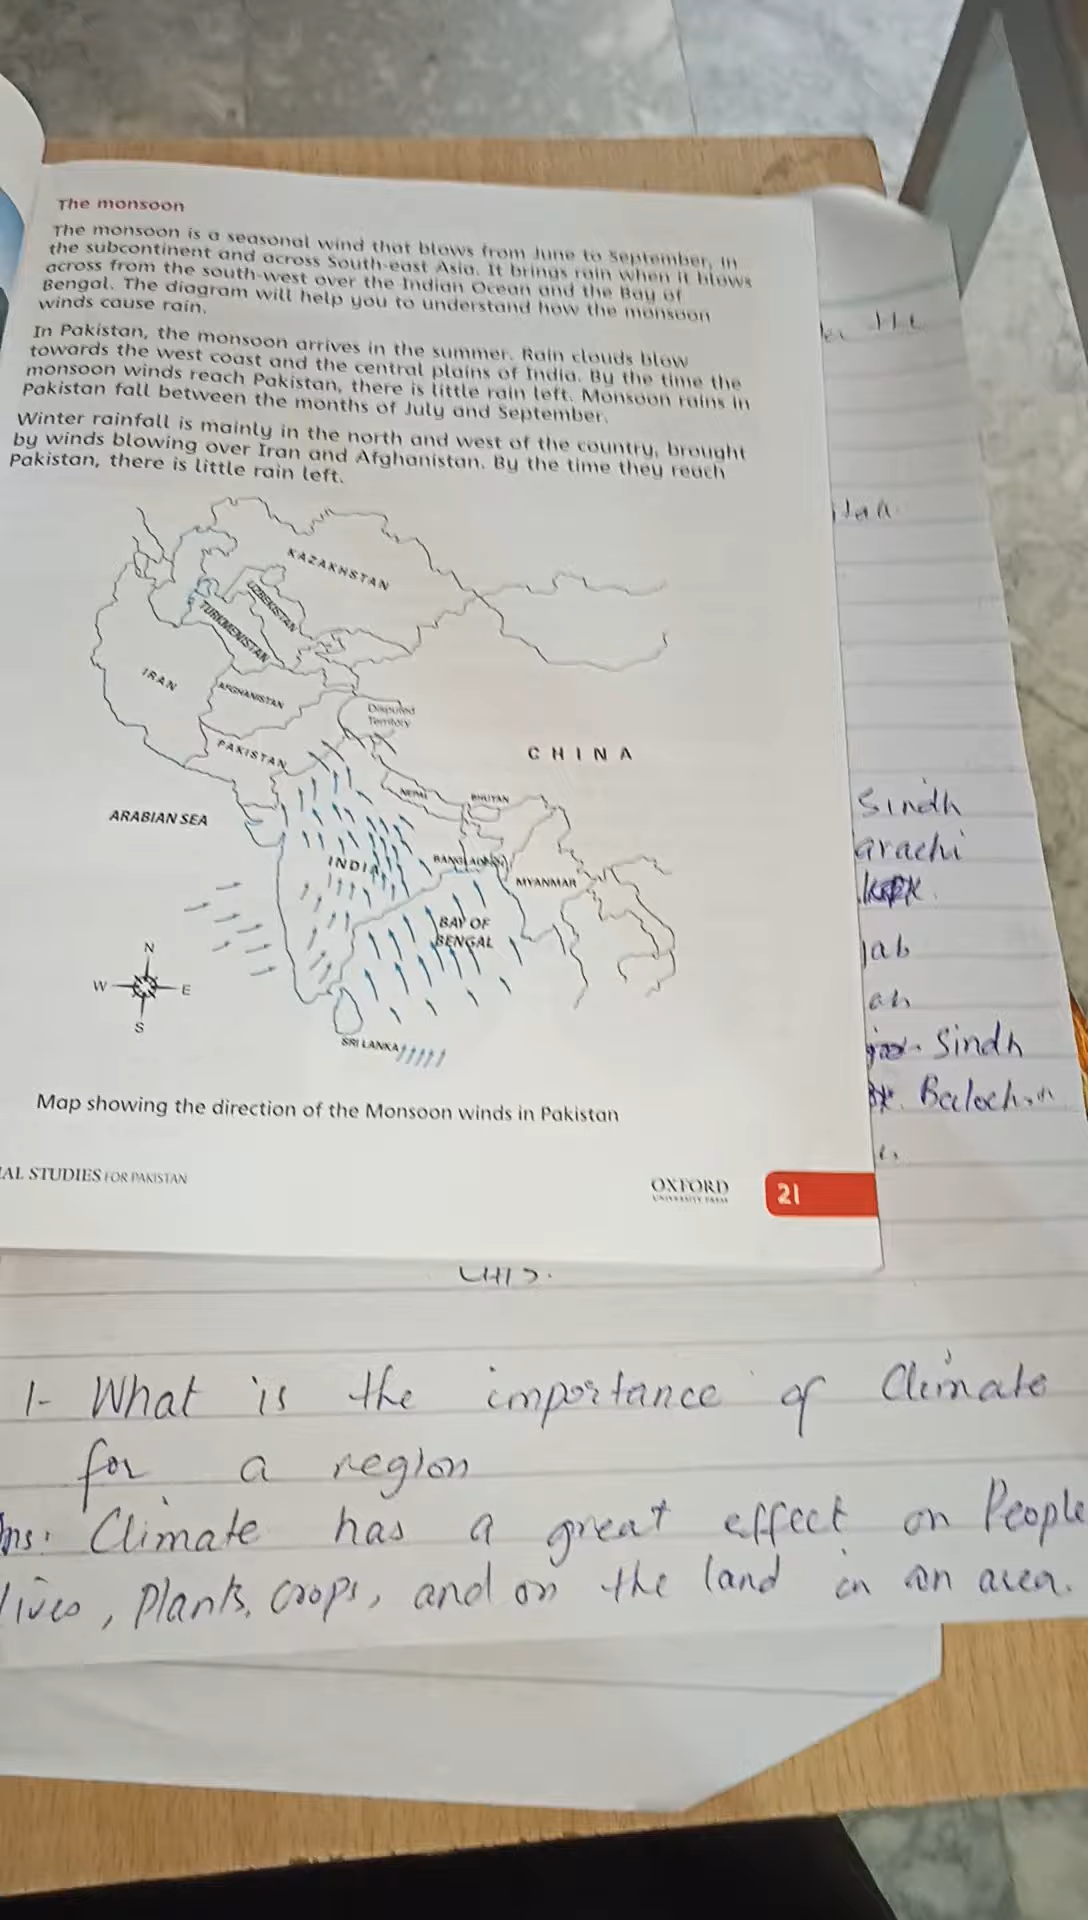 The monsoon
The monsoon is a seasonal wind that blows from June to September, in
the subcontinent and across South-east Asia. It brings rain when it blows
across from the south-west over the Indian Ocean and the Bay of
Bengal. The diagram will help you to understand how the monsoon
winds cause rain.
In Pakistan, the monsoon arrives in the summer. Rain clouds blow
towards the west coast and the central plains of India. By the time the
monsoon winds reach Pakistan, there is little rain left. Monsoon rains in
Pakistan fall between the months of July and September.
Winter rainfall is mainly in the north and west of the country, brought
by winds blowing over Iran and Afghanistan. By the time they reach
Pakistan, there is little rain left.
KAZAKHSTAN
UZBEKISTAN
TURKMENISTAN
IRAN
AFGHANISTAN
Disputed
Territory
PAKISTAN
CHINA
NEPAL
BHUTAN
ARABIAN SEA
INDIA
BANGLADESH
MYANMAR
BAY OF
BENGAL
N
W
E
S
SRI LANKA
Map showing the direction of the Monsoon winds in Pakistan
IAL STUDIES FOR PAKISTAN
OXFORD
UNIVERSITY PRESS
21
Sindh
arachi
jab
ah
Sindh
1- What is the importance of Climate
for a region
ns: Climate has a great effect on People
lives, Plants, Crops, and on the land in an area.